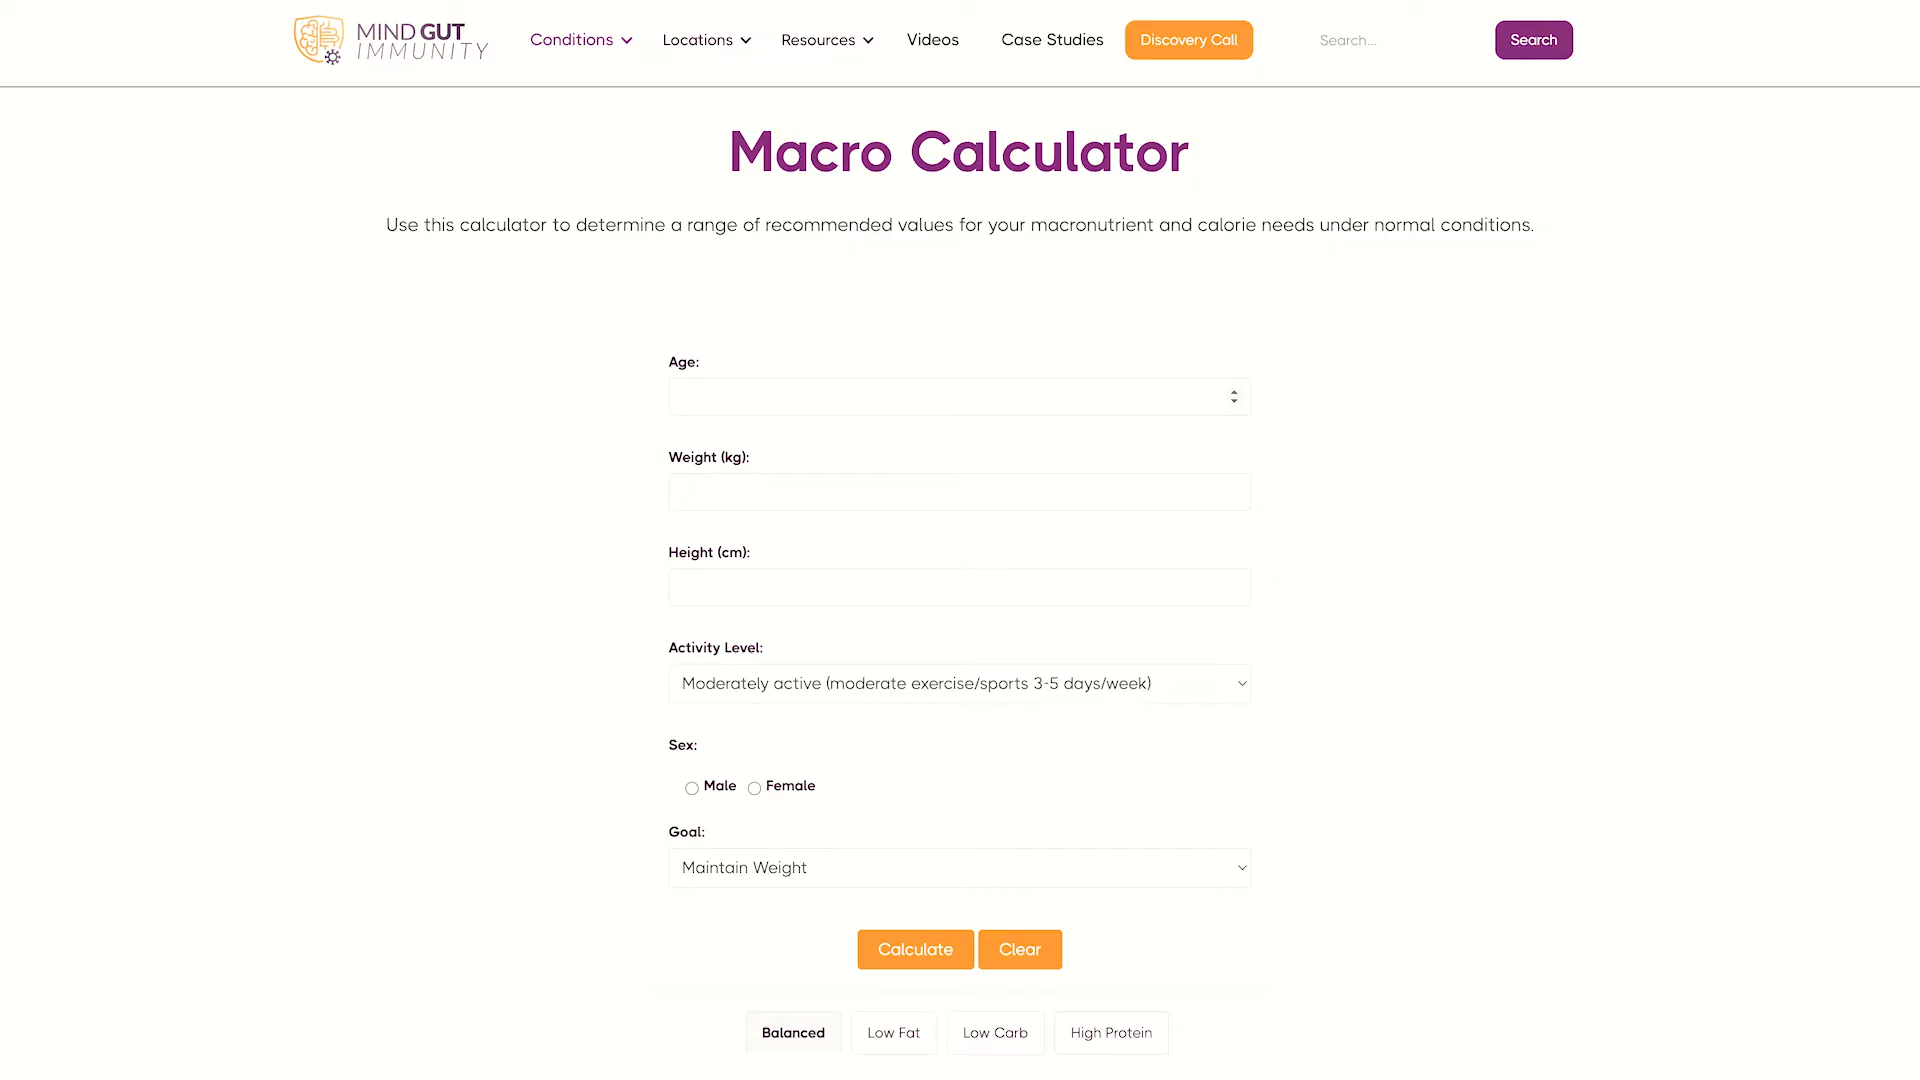 MIND GUT
IMMUNITY
Conditions
Locations
Resources
Videos
Case Studies
Discovery Call
Search...
Search
Macro Calculator
Use this calculator to determine a range of recommended values for your macronutrient and calorie needs under normal conditions.
Age:
Weight (kg):
Height (cm):
Activity Level:
Moderately active (moderate exercise/sports 3-5 days/week)
Sex:
Male Female
Goal:
Maintain Weight
Calculate Clear
Balanced Low Fat Low Carb High Protein